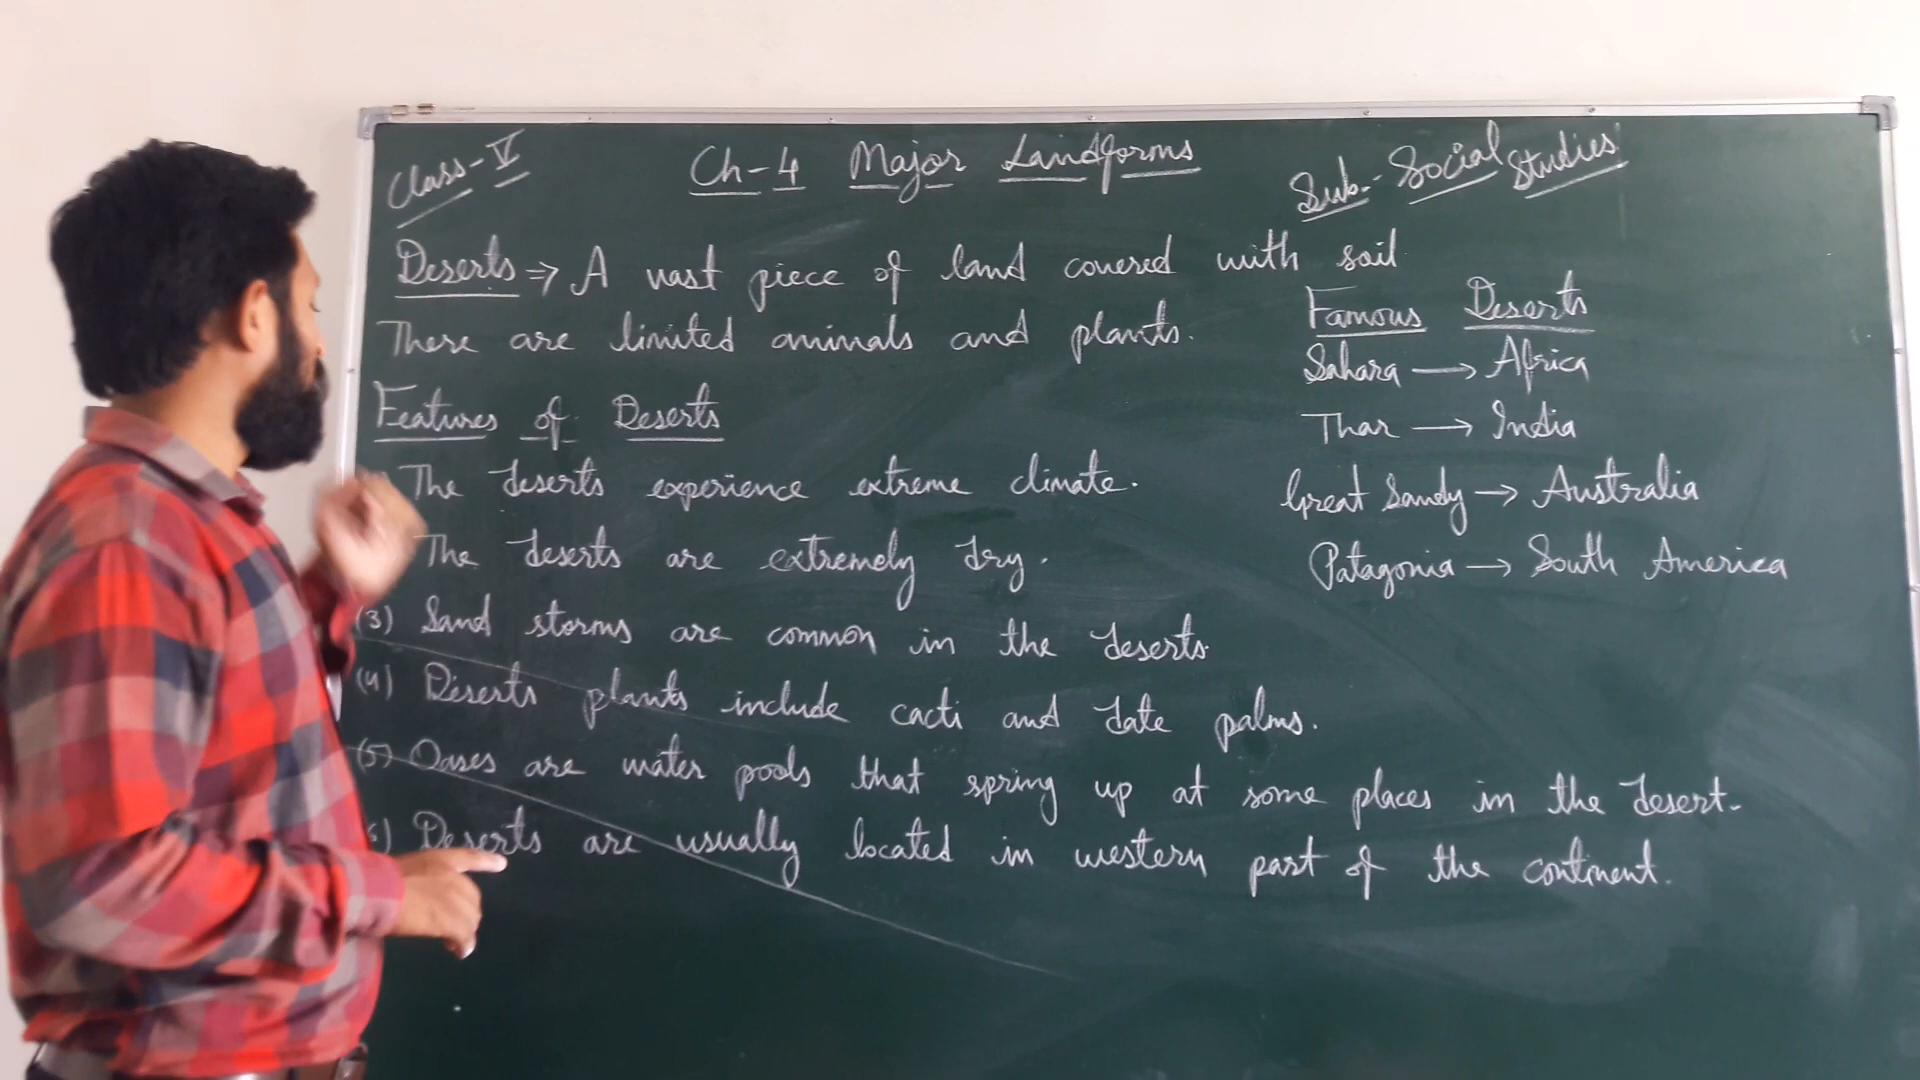 Class-V
Ch-4 Major Landforms
Sub.- Social Studies
Deserts ⇒ A vast piece of land covered with soil
There are limited animals and plants.
Features of Deserts
The deserts experience extreme climate.
The deserts are extremely dry.
(3) Sand storms are common in the deserts.
(4) Deserts plants include cacti and date palms.
(5) Oases are water pools that spring up at some places in the desert.
6) Deserts are usually located in western part of the continent.
Famous Deserts
Sahara → Africa
Thar → India
Great Sandy → Australia
Patagonia → South America